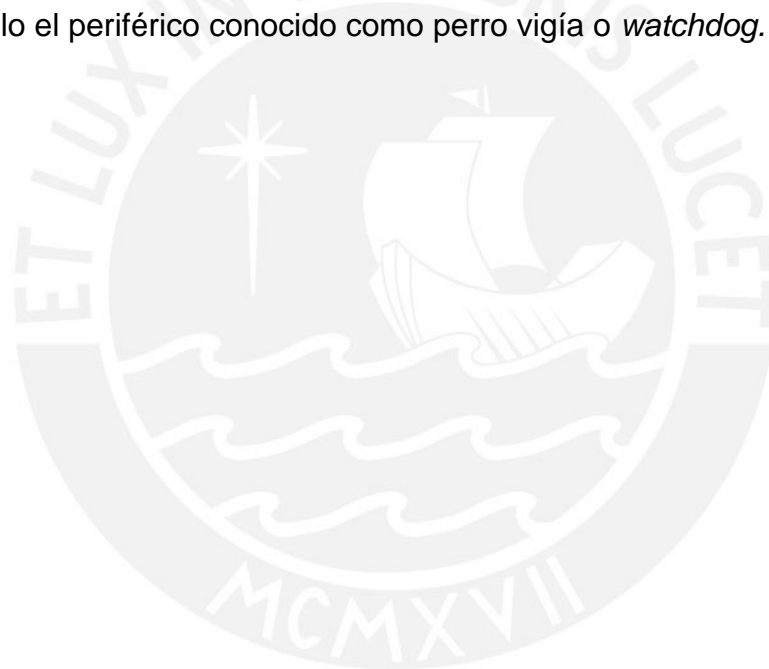 lo el periférico conocido como perro vigía o watchdog.
ET LUX IN TENEBRIS LUCET
MCMXVII